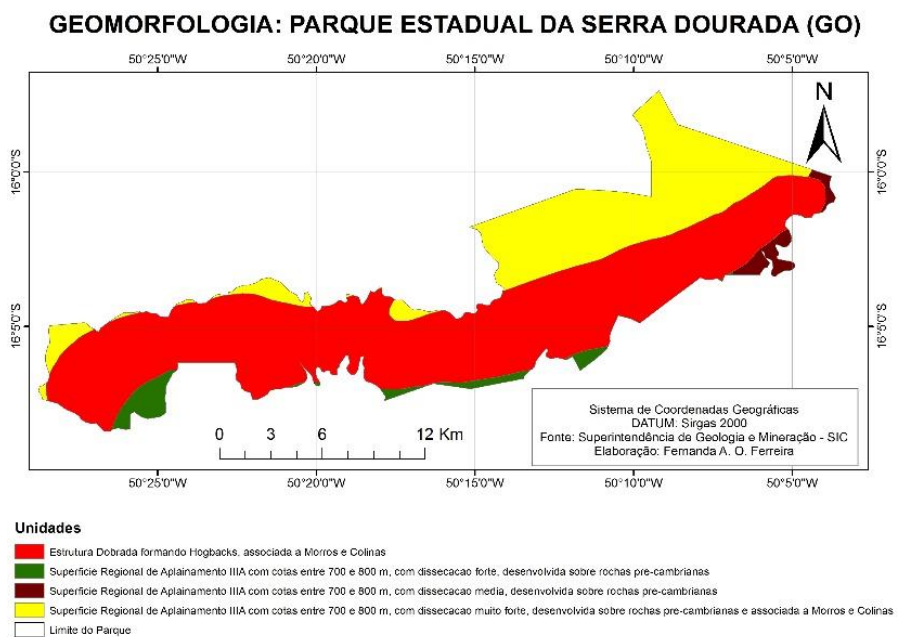 GEOMORFOLOGIA: PARQUE ESTADUAL DA SERRA DOURADA (GO)
50°25'0"W 50°20'0"W 50°15'0"W 50°10'0"W 50°5'0"W
N
16°0'0"S 16°0'0"S
16°5'0"S 16°5'0"S
0 3 6 12 Km
Sistema de Coordenadas Geográficas
DATUM: Sirgas 2000
Fonte: Superintendência de Geologia e Mineração - SIC
Elaboração: Fernanda A. O. Ferreira
50°25'0"W 50°20'0"W 50°15'0"W 50°10'0"W 50°5'0"W
Unidades
Estrutura Dobrada formando Hogbacks, associada a Morros e Colinas
Superficie Regional de Aplainamento IIIA com cotas entre 700 e 800 m, com dissecacao forte, desenvolvida sobre rochas pre-cambrianas
Superficie Regional de Aplainamento IIIA com cotas entre 700 e 800 m, com dissecacao media, desenvolvida sobre rochas pre-cambrianas
Superficie Regional de Aplainamento IIIA com cotas entre 700 e 800 m, com dissecacao muito forte, desenvolvida sobre rochas pre-cambrianas e associada a Morros e Colinas
Limite do Parque